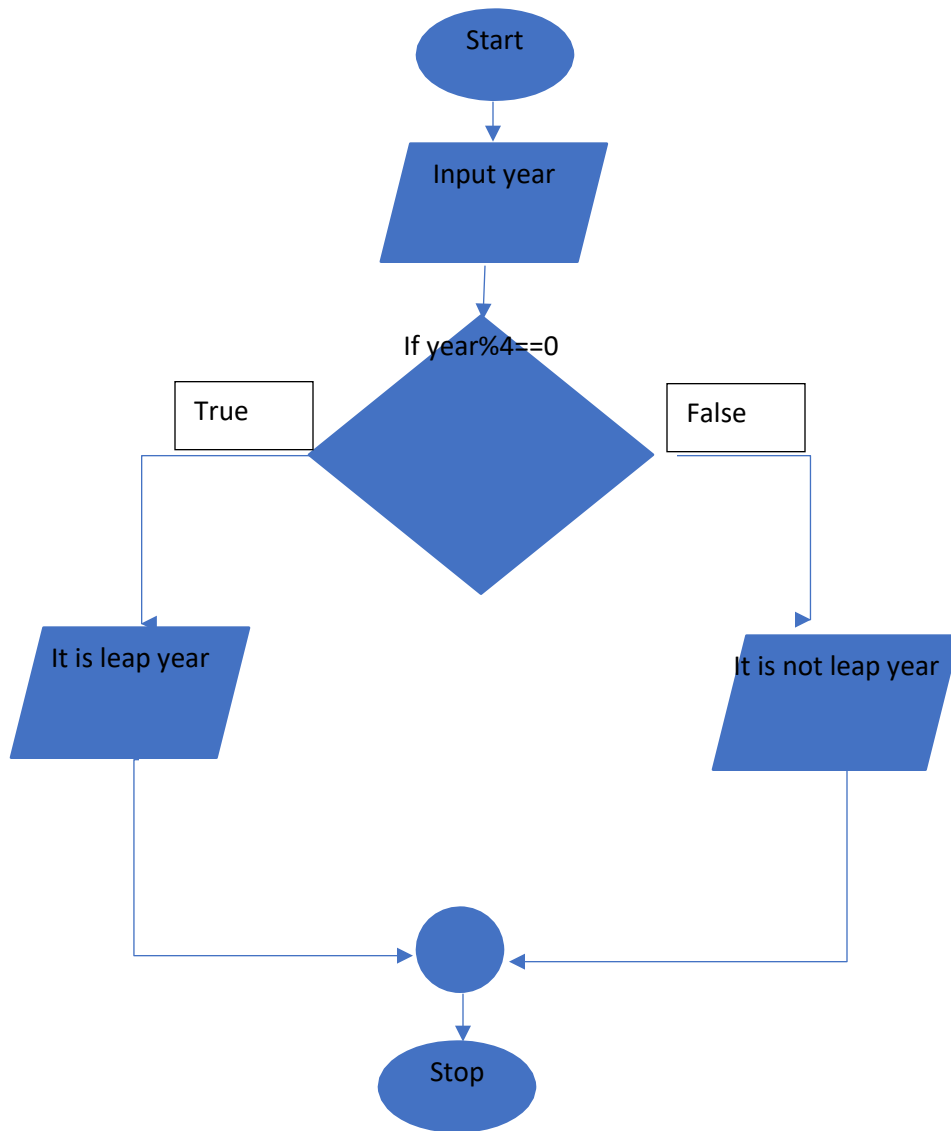 Start
Input year
If year%4==0
True
False
It is leap year
It is not leap year
Stop